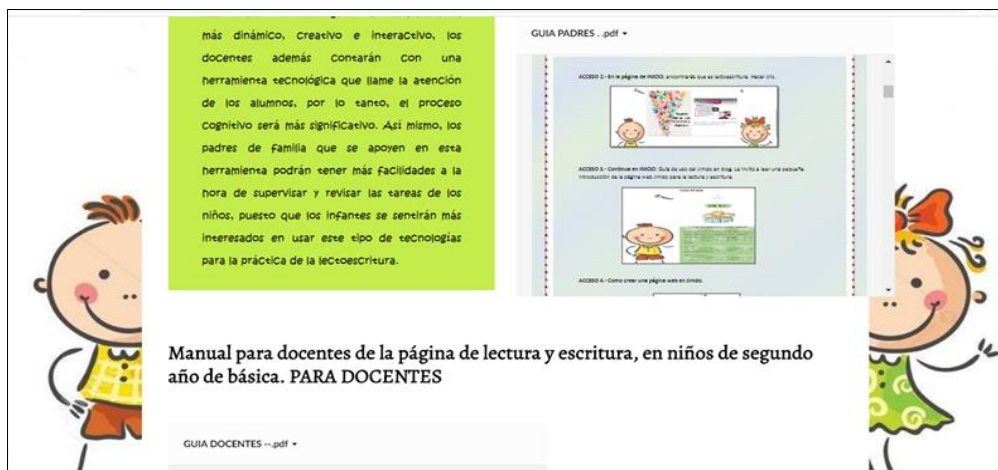 más dinámico, creativo e interactivo, los
docentes además contarán con una
herramienta tecnológica que llame la atención
de los alumnos, por lo tanto, el proceso
cognitivo será más significativo. Así mismo, los
padres de familia que se apoyen en esta
herramienta podrán tener más facilidades a la
hora de supervisar y revisar las tareas de los
niños, puesto que los infantes se sentirán más
interesados en usar este tipo de tecnologías
para la práctica de la lectoescritura.
GUIA PADRES . .pdf
ACCESO 2.- En la página de INICIO, encontrarás que es lectoescritura. Hacer clic.
ACCESO 3.- Continua en INICIO: Guía de uso del Jimdo en blog. Le invito a leer una pequeña
introducción de la página web Jimdo para la lectura y escritura.
ACCESO 4.- Como crear una página web en Jimdo.
Manual para docentes de la página de lectura y escritura, en niños de segundo
año de básica. PARA DOCENTES
GUIA DOCENTES --.pdf